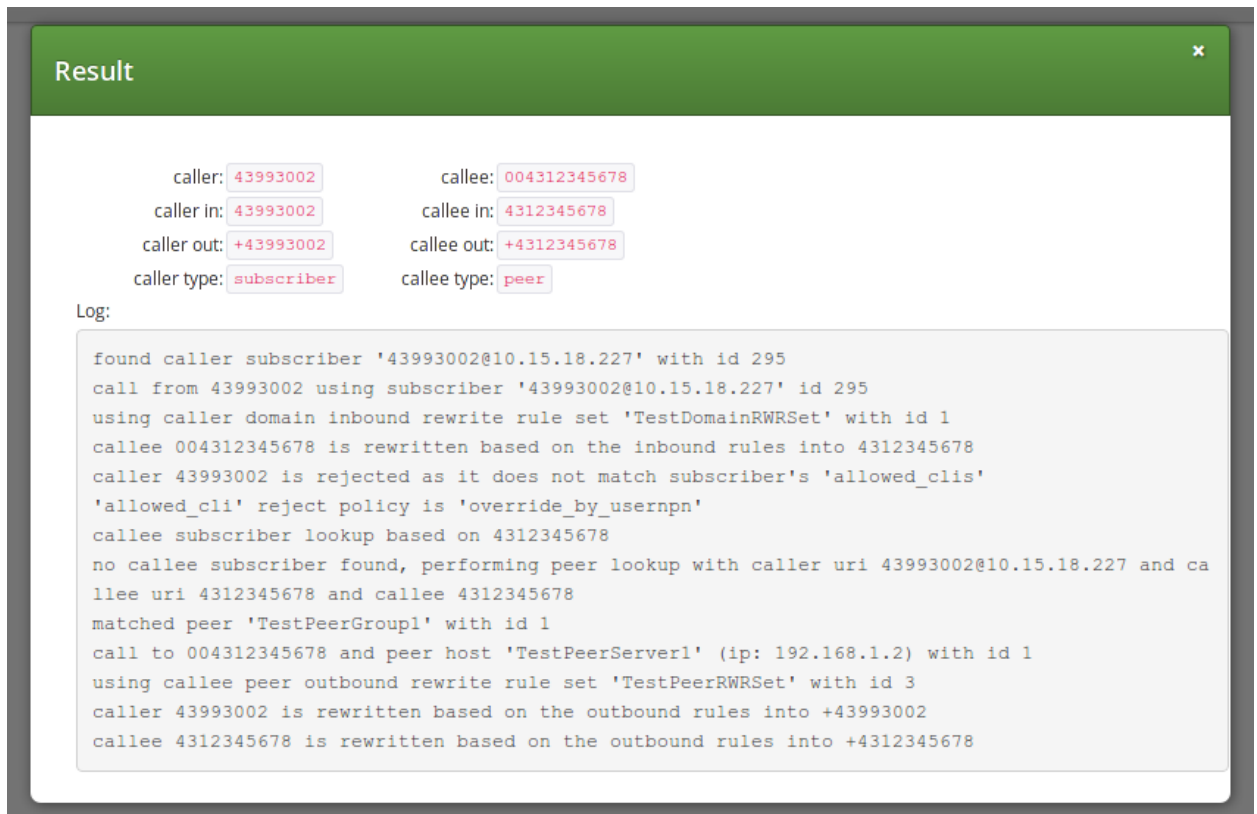 Result
×
caller: 43993002 callee: 004312345678
caller in: 43993002 callee in: 4312345678
caller out: +43993002 callee out: +4312345678
caller type: subscriber callee type: peer
Log:
found caller subscriber '43993002@10.15.18.227' with id 295
call from 43993002 using subscriber '43993002@10.15.18.227' id 295
using caller domain inbound rewrite rule set 'TestDomainRWRSet' with id 1
callee 004312345678 is rewritten based on the inbound rules into 4312345678
caller 43993002 is rejected as it does not match subscriber's 'allowed_clis'
'allowed_cli' reject policy is 'override_by_usernpn'
callee subscriber lookup based on 4312345678
no callee subscriber found, performing peer lookup with caller uri 43993002@10.15.18.227 and ca
llee uri 4312345678 and callee 4312345678
matched peer 'TestPeerGroup1' with id 1
call to 004312345678 and peer host 'TestPeerServer1' (ip: 192.168.1.2) with id 1
using callee peer outbound rewrite rule set 'TestPeerRWRSet' with id 3
caller 43993002 is rewritten based on the outbound rules into +43993002
callee 4312345678 is rewritten based on the outbound rules into +4312345678